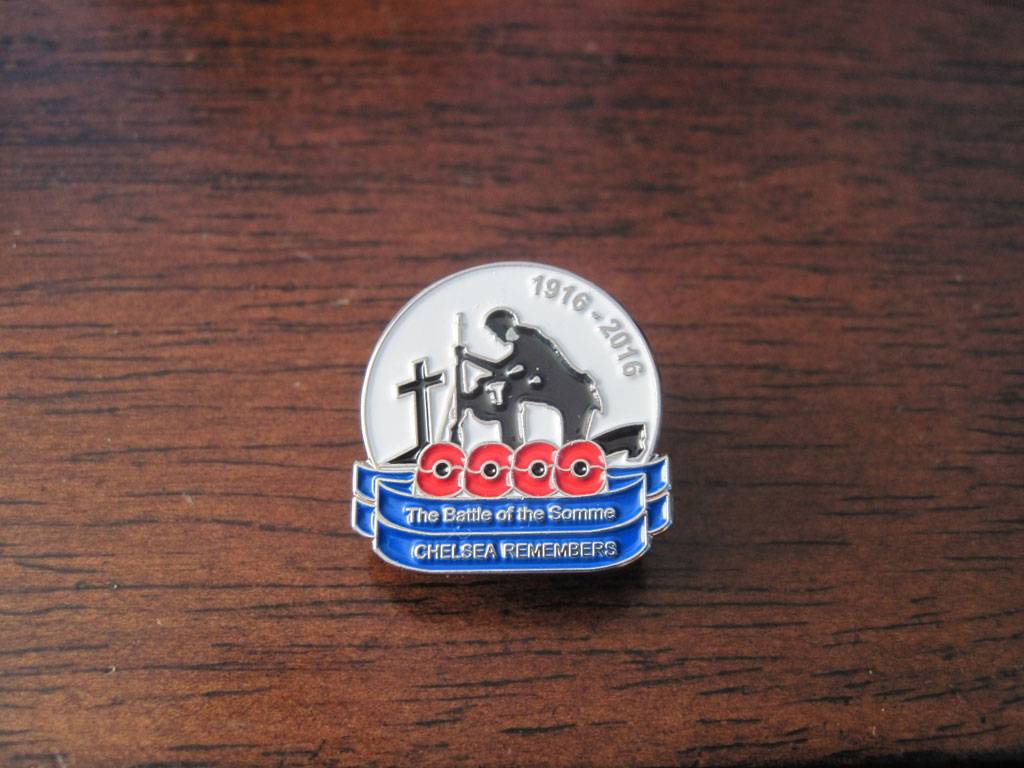 1916 - 2016
The Battle of the Somme
CHELSEA REMEMBERS